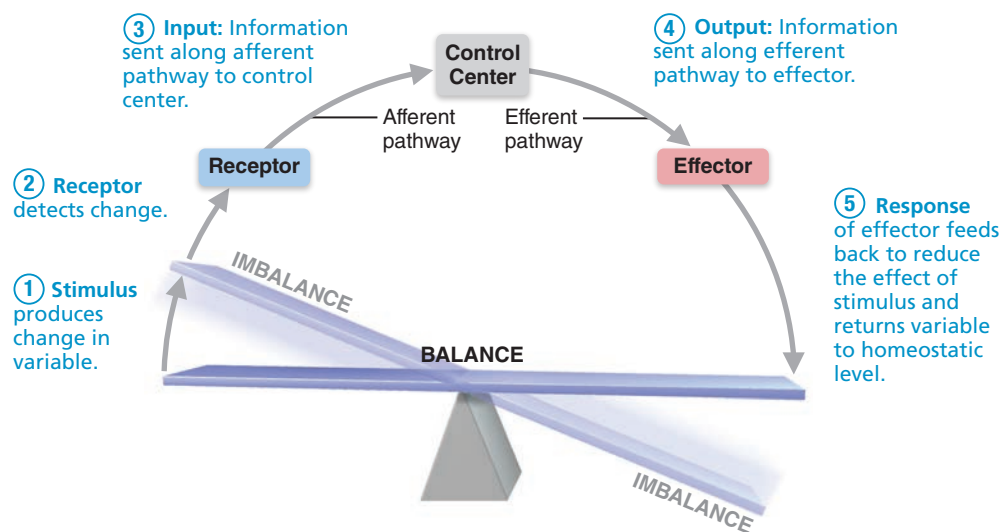 ③ Input: Information
sent along afferent
pathway to control
center.
Control
Center
④ Output: Information
sent along efferent
pathway to effector.
Afferent
pathway
Efferent
pathway
Receptor
Effector
② Receptor
detects change.
① Stimulus
produces
change in
variable.
⑤ Response
of effector feeds
back to reduce
the effect of
stimulus and
returns variable
to homeostatic
level.
IMBALANCE
BALANCE
IMBALANCE